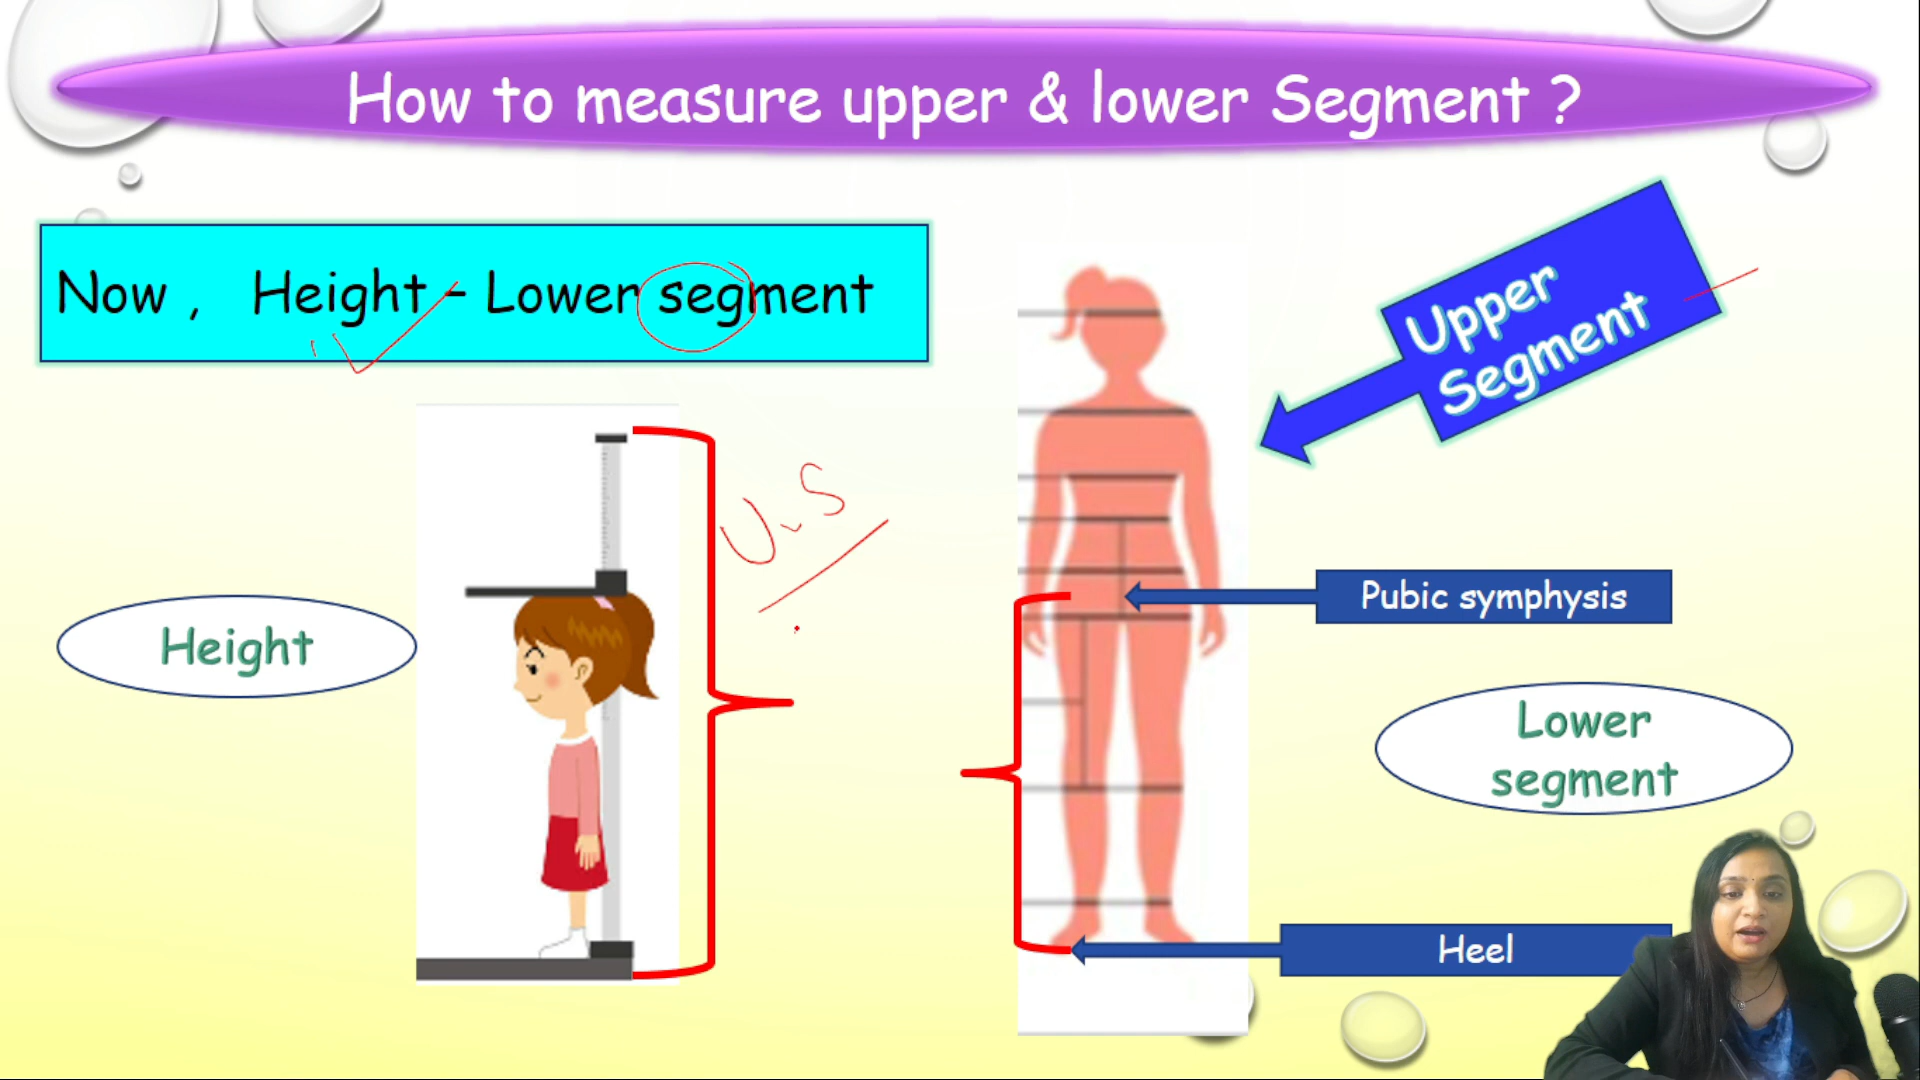 How to measure upper & lower Segment ?
Now , Height - Lower segment
Upper
Segment
U.S
Pubic symphysis
Height
Lower
segment
Heel